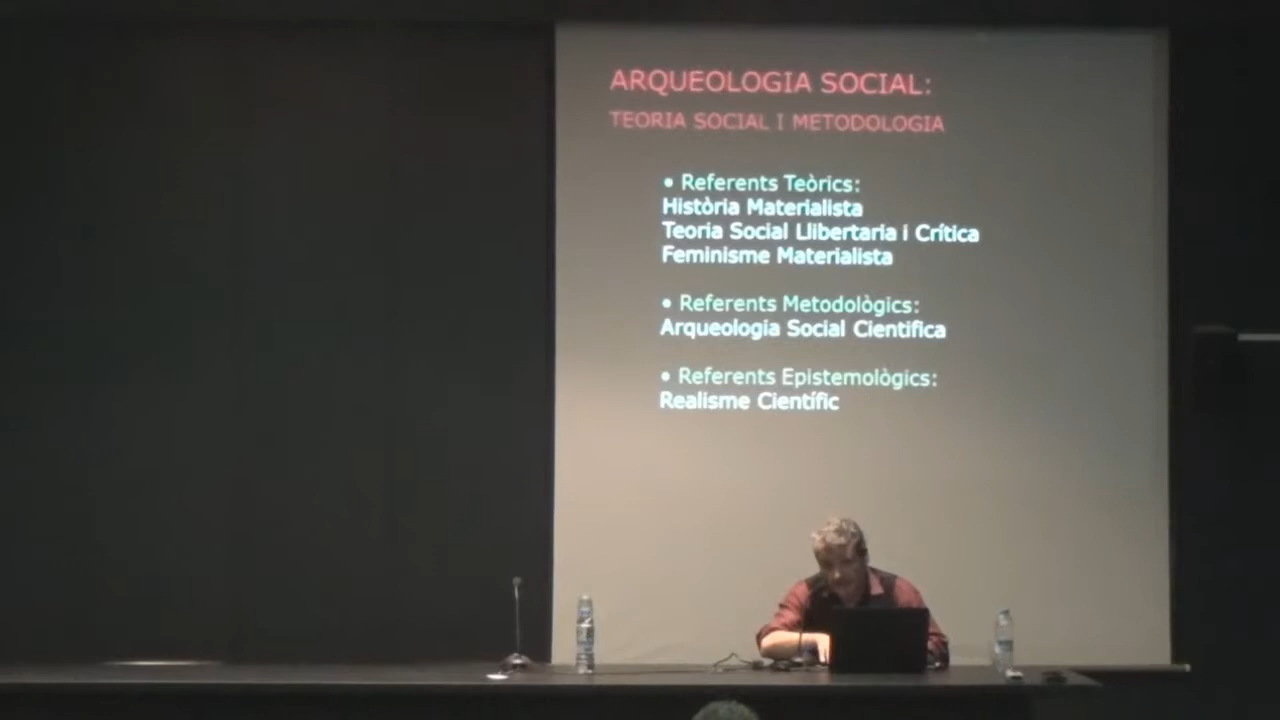 ARQUEOLOGIA SOCIAL:
TEORIA SOCIAL I METODOLOGIA
• Referents Teòrics:
Història Materialista
Teoria Social Llibertaria i Crítica
Feminisme Materialista
• Referents Metodològics:
Arqueologia Social Cientifica
• Referents Epistemològics:
Realisme Científic